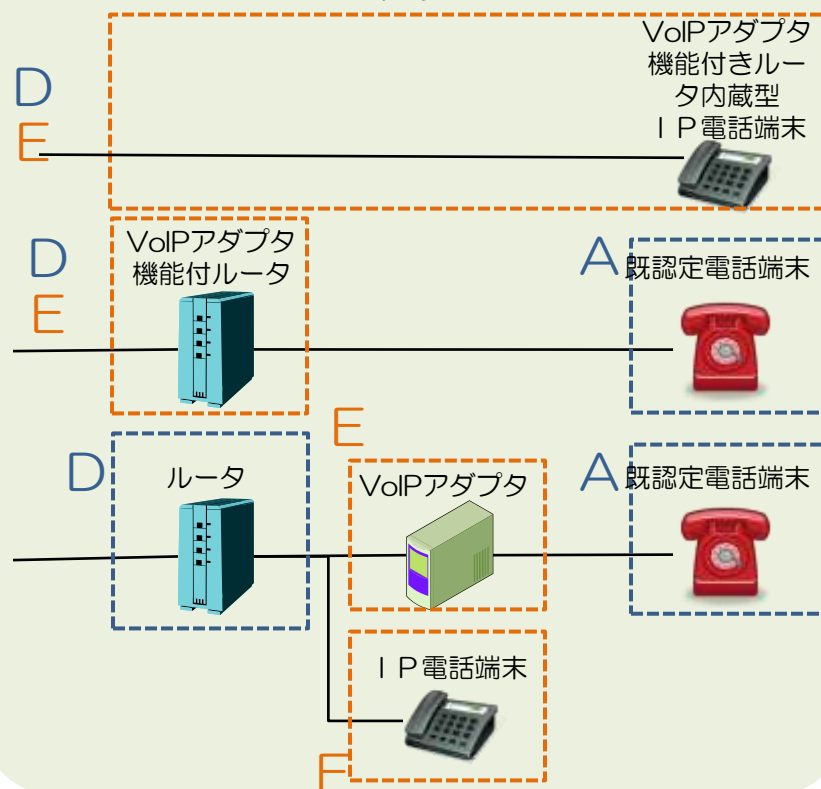 VoIPアダプタ
機能付きルー
タ内蔵型
IP電話端末
D
E
VoIPアダプタ
機能付ルータ
D
E
A
既認定電話端末
E
D
ルータ
VoIPアダプタ
A
既認定電話端末
IP電話端末